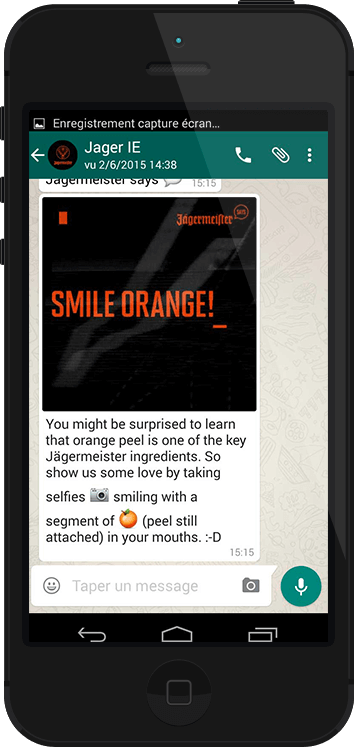 Enregistrement capture écran...
Jager IE
vu 2/6/2015 14:38
Jagermeister says 💬 15:15
Jägermeister
SMILE ORANGE!_
You might be surprised to learn
that orange peel is one of the key
Jägermeister ingredients. So
show us some love by taking
selfies 📷 smiling with a
segment of 🍊 (peel still
attached) in your mouths. :-D
15:15
Taper un message